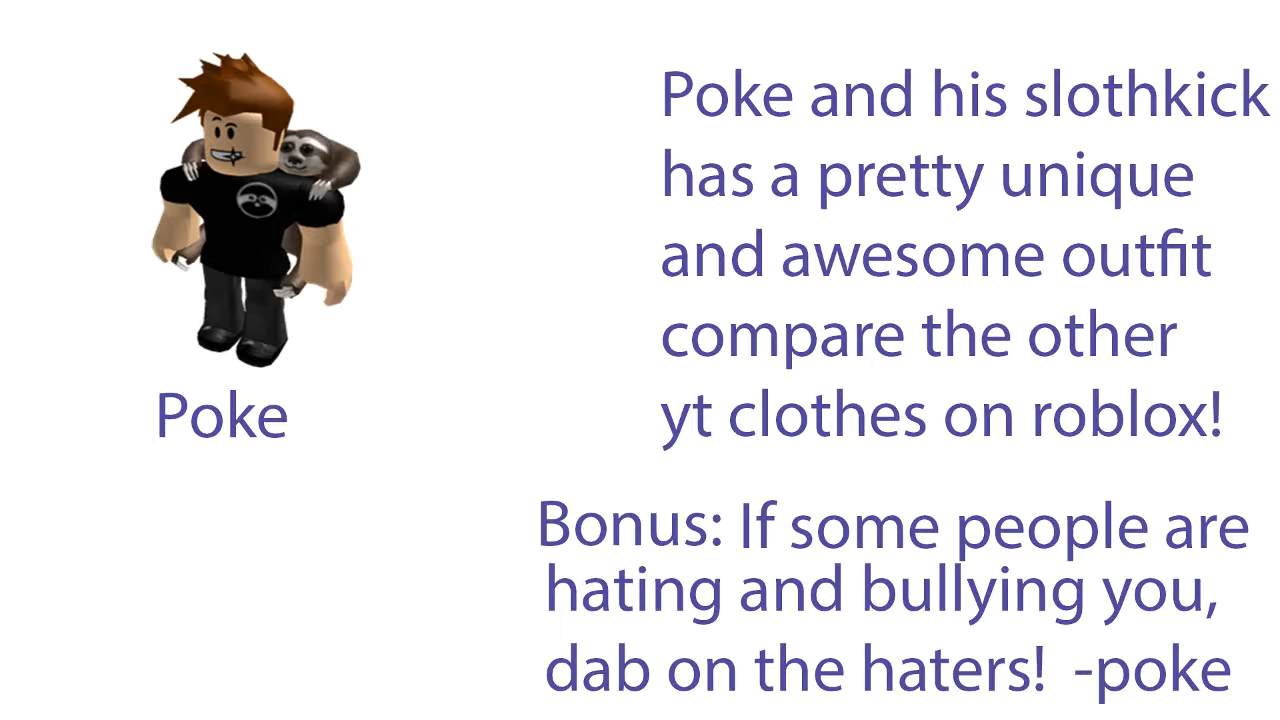 Poke and his slothkick
has a pretty unique
and awesome outfit
compare the other
yt clothes on roblox!
Poke
Bonus: If some people are
hating and bullying you,
dab on the haters! -poke